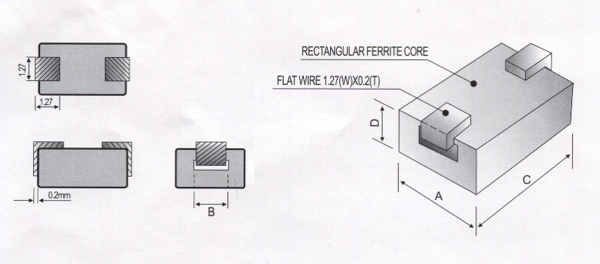 RECTANGULAR FERRITE CORE
FLAT WIRE 1.27(W)X0.2(T)
1.27
1.27
0.2mm
B
D
A
C